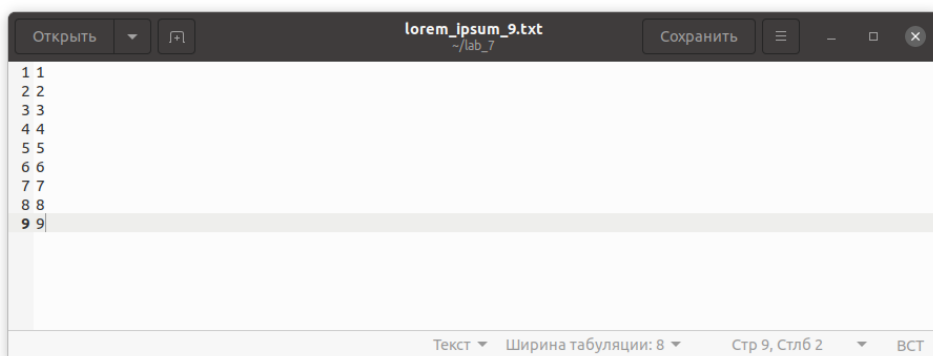 Открыть
lorem_ipsum_9.txt
~/lab_7
Сохранить
1 1
2 2
3 3
4 4
5 5
6 6
7 7
8 8
9 9
Текст Ширина табуляции: 8 Стр 9, Стлб 2 ВСТ